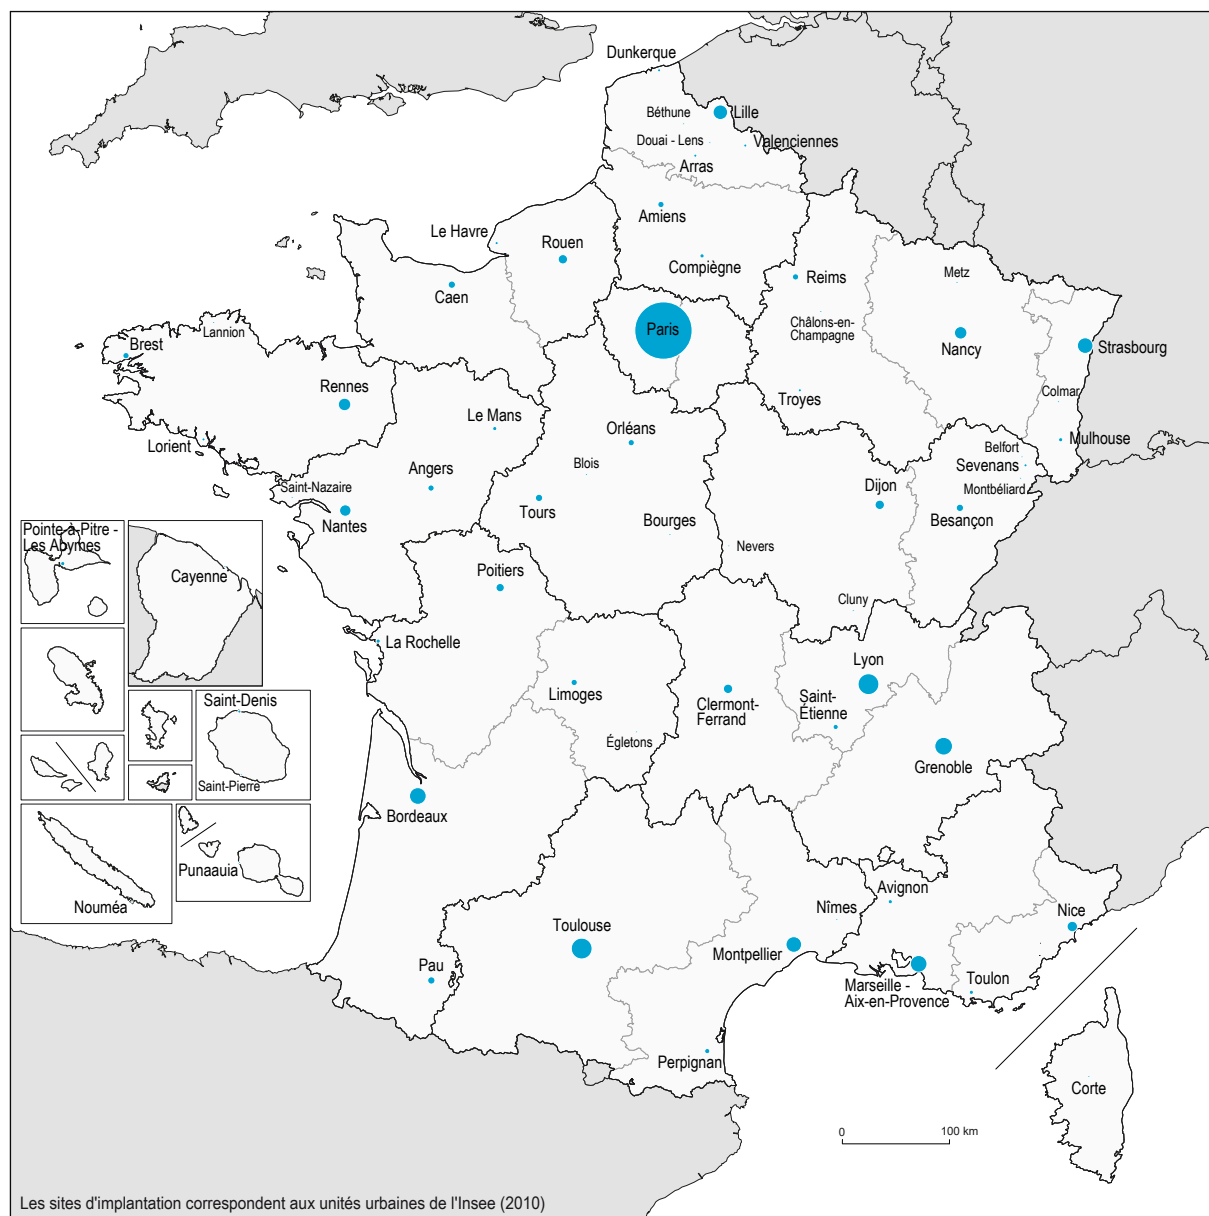 Dunkerque
Béthune
Lille
Douai - Lens
Valenciennes
Arras
Amiens
Le Havre
Rouen
Compiègne
Reims
Metz
Caen
Châlons-en-
Champagne
Paris
Lannion
Brest
Nancy
Strasbourg
Rennes
Troyes
Colmar
Le Mans
Orléans
Lorient
Mulhouse
Belfort
Sevenans
Blois
Angers
Saint-Nazaire
Dijon
Montbéliard
Tours
Nantes
Bourges
Besançon
Nevers
Pointe-à-Pitre -
Les Abymes
Cayenne
Poitiers
Cluny
La Rochelle
Lyon
Limoges
Clermont-
Ferrand
Saint-
Étienne
Saint-Denis
Égletons
Grenoble
Saint-Pierre
Bordeaux
Punaauia
Nouméa
Avignon
Nîmes
Nice
Toulouse
Montpellier
Pau
Toulon
Marseille -
Aix-en-Provence
Perpignan
Corte
0
100 km
Les sites d'implantation correspondent aux unités urbaines de l'Insee (2010)